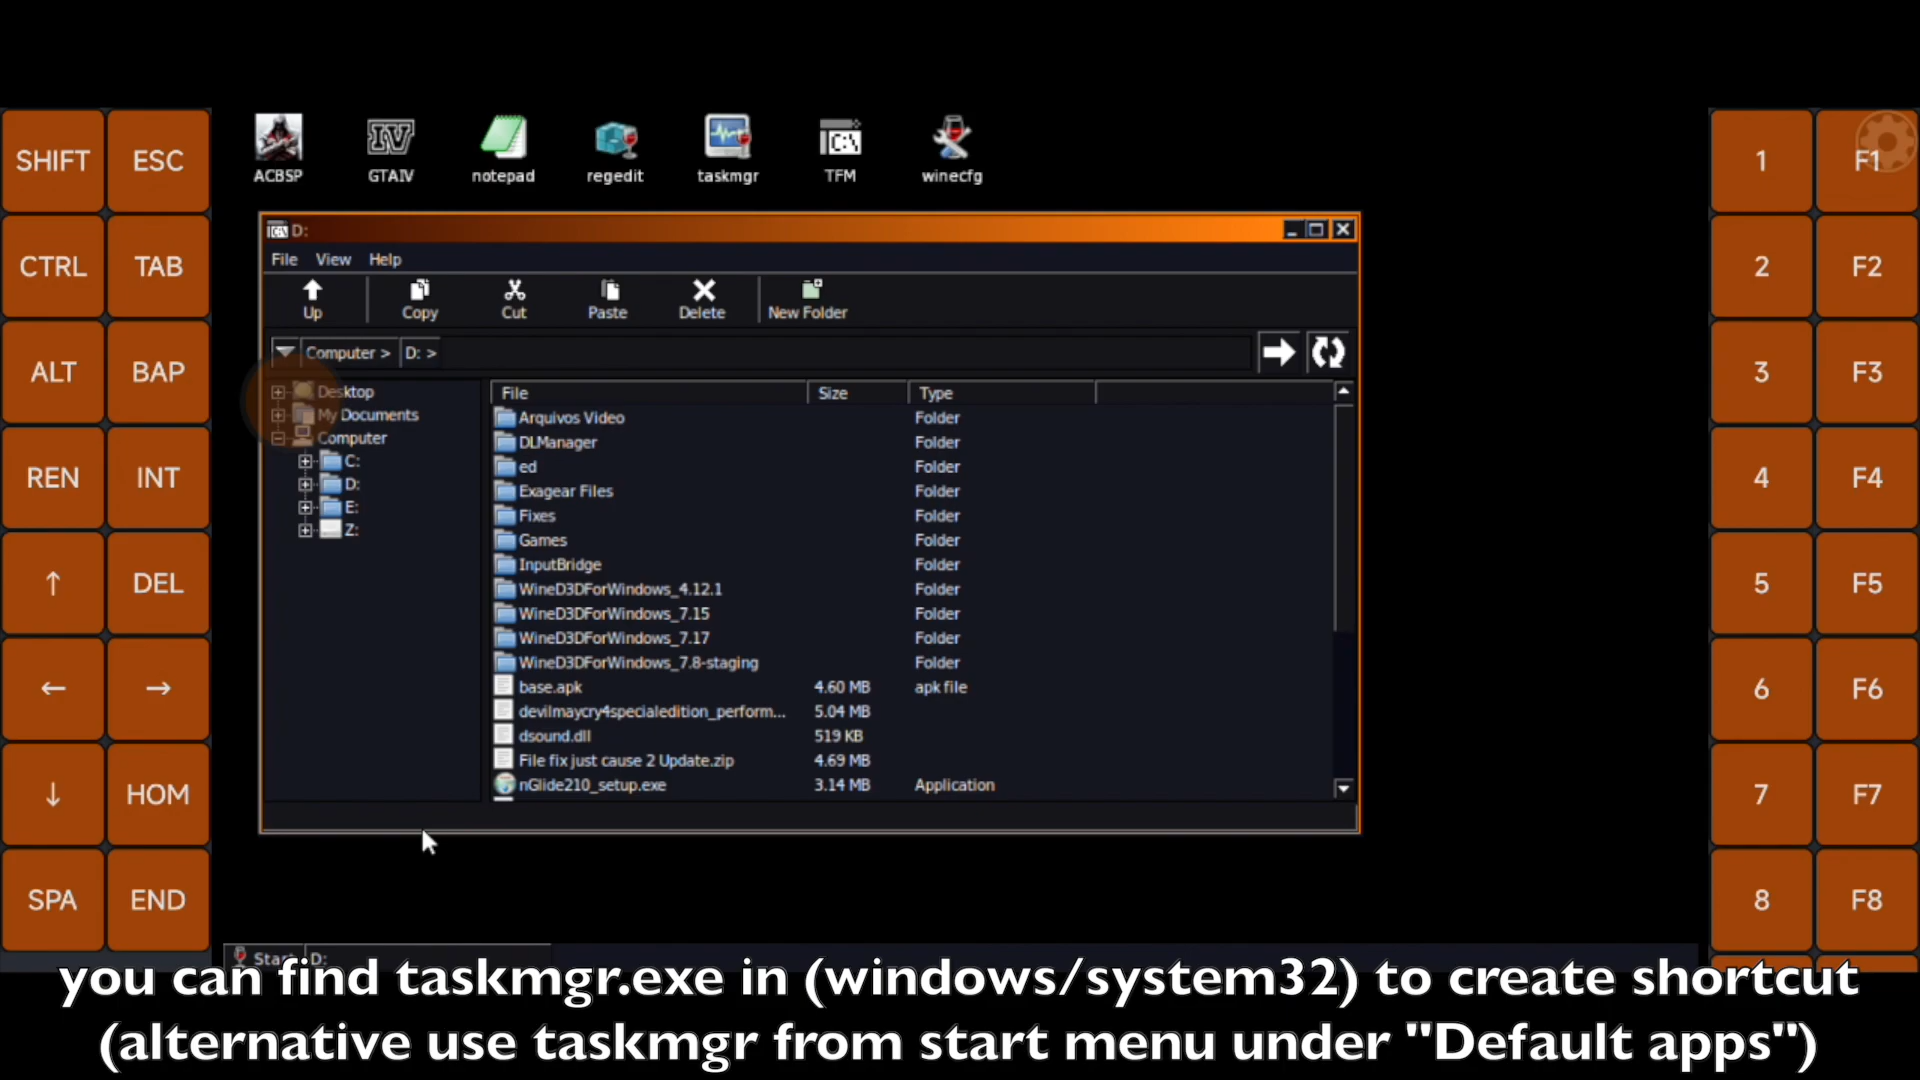 SHIFT ESC
CTRL TAB
ALT BAP
REN INT
↑ DEL
← →
↓ HOM
SPA END
ACBSP GTAIV notepad regedit taskmgr TFM winecfg
D:
File View Help
Up Copy Cut Paste Delete New Folder
Computer > D: >
Desktop
My Documents
Computer
C:
D:
E:
Z:
File Size Type
Arquivos Video Folder
DLManager Folder
ed Folder
Exagear Files Folder
Fixes Folder
Games Folder
InputBridge Folder
WineD3DForWindows_4.12.1 Folder
WineD3DForWindows_7.15 Folder
WineD3DForWindows_7.17 Folder
WineD3DForWindows_7.8-staging Folder
base.apk 4.60 MB apk file
devilmaycry4specialedition_perform... 5.04 MB
dsound.dll 519 KB
File fix just cause 2 Update.zip 4.69 MB
nGlide210_setup.exe 3.14 MB Application
1 F1
2 F2
3 F3
4 F4
5 F5
6 F6
7 F7
8 F8
Start D:
you can find taskmgr.exe in (windows/system32) to create shortcut
(alternative use taskmgr from start menu under "Default apps")